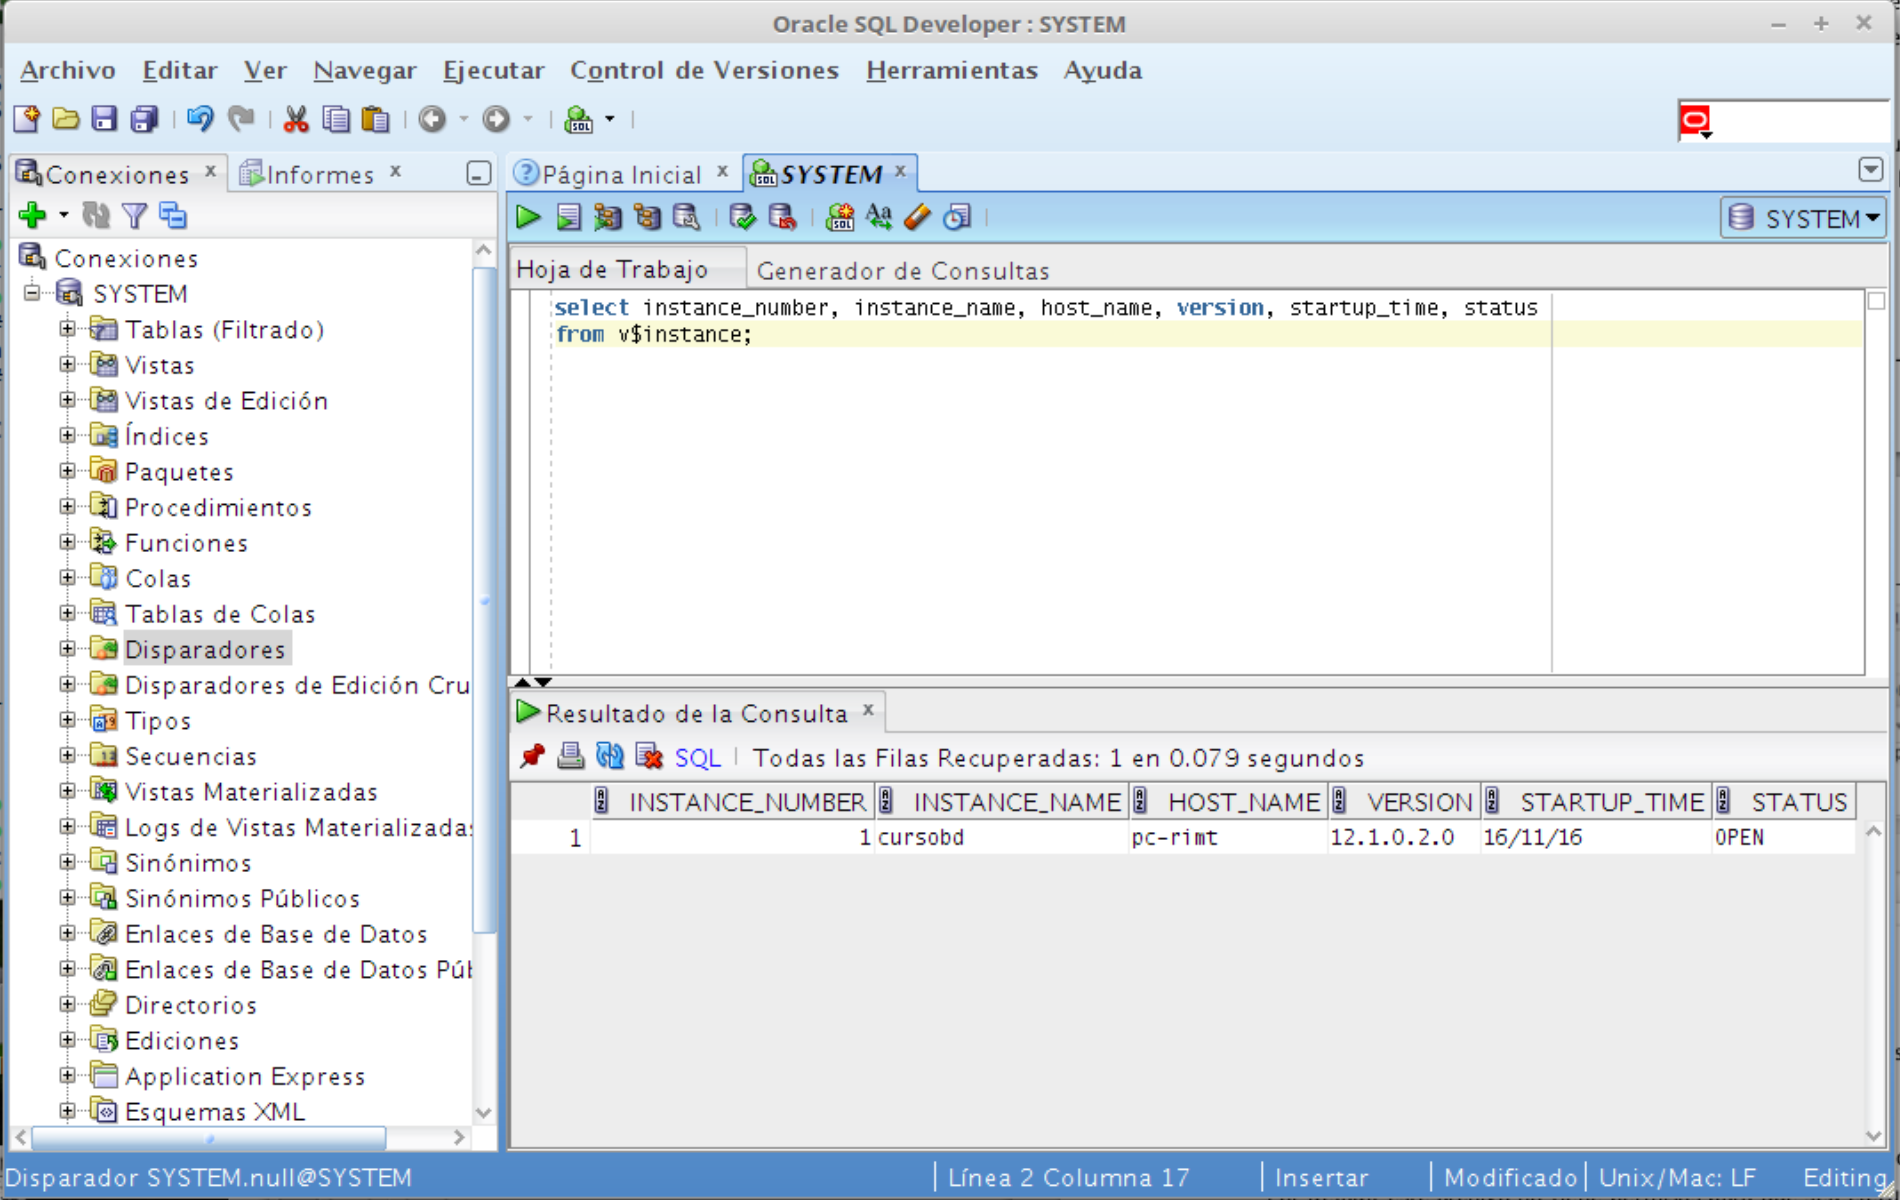 Oracle SQL Developer : SYSTEM
Archivo Editar Ver Navegar Ejecutar Control de Versiones Herramientas Ayuda
Conexiones
Informes
Página Inicial
SYSTEM
SYSTEM
Conexiones
SYSTEM
Tablas (Filtrado)
Vistas
Vistas de Edición
Índices
Paquetes
Procedimientos
Funciones
Colas
Tablas de Colas
Disparadores
Disparadores de Edición Cru
Tipos
Secuencias
Vistas Materializadas
Logs de Vistas Materializadas
Sinónimos
Sinónimos Públicos
Enlaces de Base de Datos
Enlaces de Base de Datos Púb
Directorios
Ediciones
Application Express
Esquemas XML
Hoja de Trabajo
Generador de Consultas
select instance_number, instance_name, host_name, version, startup_time, status
from v$instance;
Resultado de la Consulta
SQL
Todas las Filas Recuperadas: 1 en 0.079 segundos
INSTANCE_NUMBER INSTANCE_NAME HOST_NAME VERSION STARTUP_TIME STATUS
1 1 cursobd pc-rimt 12.1.0.2.0 16/11/16 OPEN
Disparador SYSTEM.null@SYSTEM
Línea 2 Columna 17
Insertar
Modificado
Unix/Mac: LF
Editing